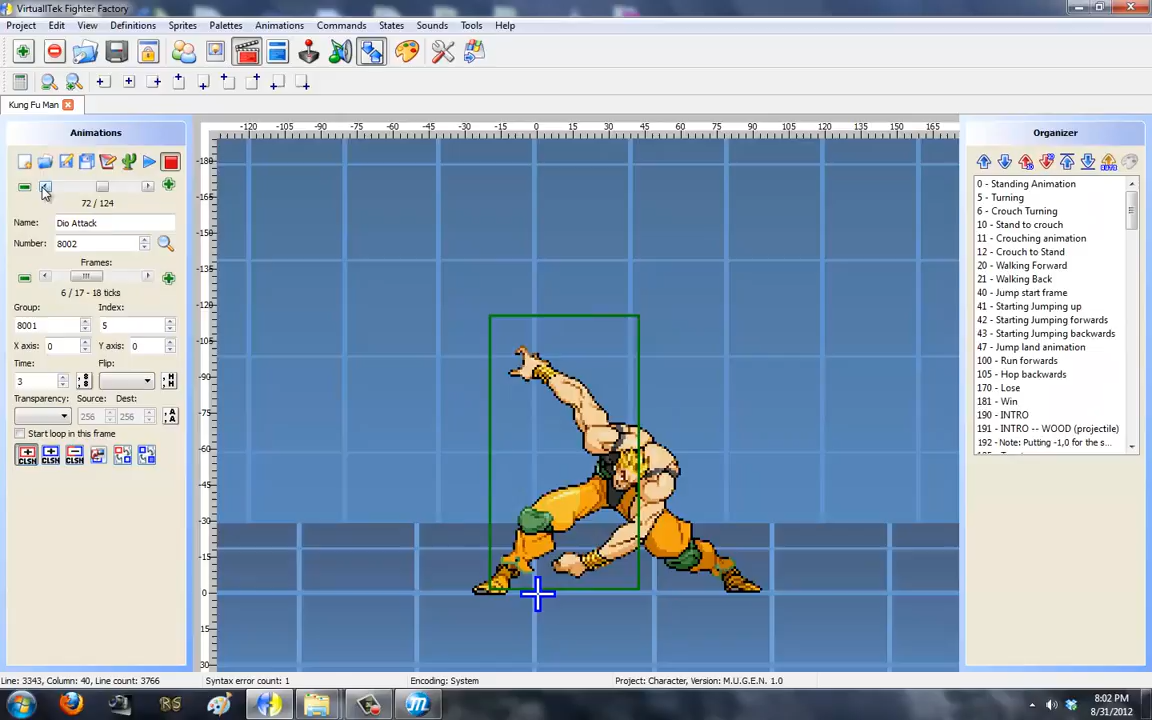 VirtuallTek Fighter Factory
Project Edit View Definitions Sprites Palettes Animations Commands States Sounds Tools Help
Kung Fu Man
Animations
72 / 124
Name: Dio Attack
Number: 8002
Frames:
6 / 17 - 18 ticks
Group: Index:
8001 5
X axis: 0 Y axis: 0
Time: Flip:
3
Transparency: Source: Dest:
256 256
Start loop in this frame
CLSN CLSN CLSN
-120 -105 -90 -75 -60 -45 -30 -15 0 15 30 45 60 75 90 105 120 135 150 165
-180
-165
-150
-135
-120
-105
-90
-75
-60
-45
-30
-15
0
15
30
Organizer
0 - Standing Animation
5 - Turning
6 - Crouch Turning
10 - Stand to crouch
11 - Crouching animation
12 - Crouch to Stand
20 - Walking Forward
21 - Walking Back
40 - Jump start frame
41 - Starting Jumping up
42 - Starting Jumping forwards
43 - Starting Jumping backwards
47 - Jump land animation
100 - Run forwards
105 - Hop backwards
170 - Lose
181 - Win
190 - INTRO
191 - INTRO -- WOOD (projectile)
192 - Note: Putting -1,0 for the s...
Line: 3343, Column: 40, Line count: 3766 Syntax error count: 1 Encoding: System Project: Character, Version: M.U.G.E.N. 1.0
8:02 PM
8/31/2012